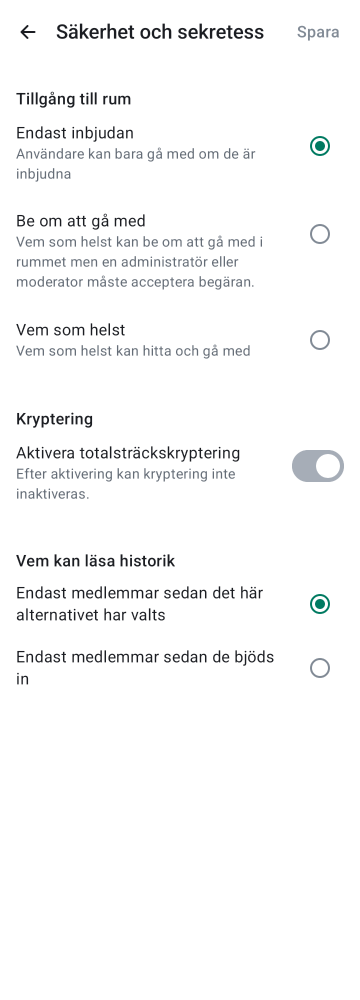 Säkerhet och sekretess
Spara
Tillgång till rum
Endast inbjudan
Användare kan bara gå med om de är
inbjudna
Be om att gå med
Vem som helst kan be om att gå med i
rummet men en administratör eller
moderator måste acceptera begäran.
Vem som helst
Vem som helst kan hitta och gå med
Kryptering
Aktivera totalsträckskryptering
Efter aktivering kan kryptering inte
inaktiveras.
Vem kan läsa historik
Endast medlemmar sedan det här
alternativet har valts
Endast medlemmar sedan de bjöds
in